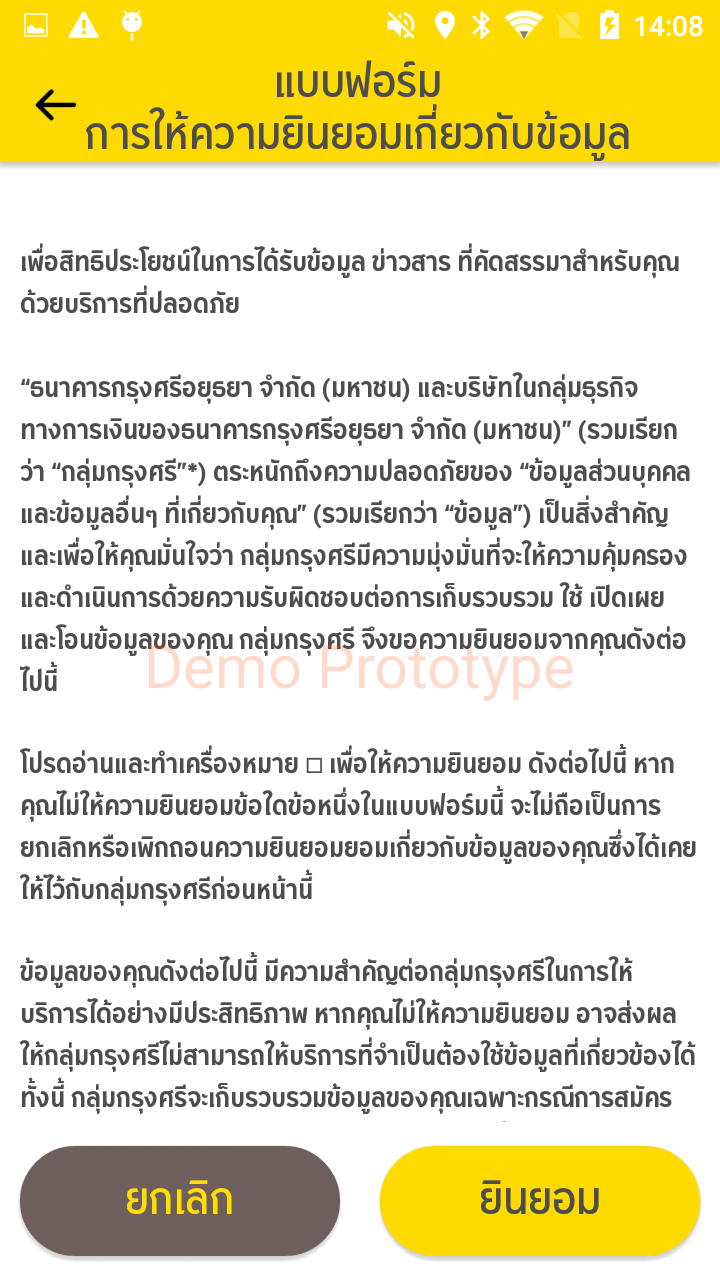 14:08
แบบฟอร์ม
การให้ความยินยอมเกี่ยวกับข้อมูล
เพื่อสิทธิประโยชน์ในการได้รับข้อมูล ข่าวสาร ที่คัดสรรมาสำหรับคุณ
ด้วยบริการที่ปลอดภัย
“ธนาคารกรุงศรีอยุธยา จำกัด (มหาชน) และบริษัทในกลุ่มธุรกิจ
ทางการเงินของธนาคารกรุงศรีอยุธยา จำกัด (มหาชน)” (รวมเรียก
ว่า “กลุ่มกรุงศรี”*) ตระหนักถึงความปลอดภัยของ “ข้อมูลส่วนบุคคล
และข้อมูลอื่นๆ ที่เกี่ยวกับคุณ” (รวมเรียกว่า “ข้อมูล”) เป็นสิ่งสำคัญ
และเพื่อให้คุณมั่นใจว่า กลุ่มกรุงศรีมีความมุ่งมั่นที่จะให้ความคุ้มครอง
และดำเนินการด้วยความรับผิดชอบต่อการเก็บรวบรวม ใช้ เปิดเผย
และโอนข้อมูลของคุณ กลุ่มกรุงศรี จึงขอความยินยอมจากคุณดังต่อ
ไปนี้
Demo Prototype
โปรดอ่านและทำเครื่องหมาย □ เพื่อให้ความยินยอม ดังต่อไปนี้ หาก
คุณไม่ให้ความยินยอมข้อใดข้อหนึ่งในแบบฟอร์มนี้ จะไม่ถือเป็นการ
ยกเลิกหรือเพิกถอนความยินยอมยอมเกี่ยวกับข้อมูลของคุณซึ่งได้เคย
ให้ไว้กับกลุ่มกรุงศรีก่อนหน้านี้
ข้อมูลของคุณดังต่อไปนี้ มีความสำคัญต่อกลุ่มกรุงศรีในการให้
บริการได้อย่างมีประสิทธิภาพ หากคุณไม่ให้ความยินยอม อาจส่งผล
ให้กลุ่มกรุงศรีไม่สามารถให้บริการที่จำเป็นต้องใช้ข้อมูลที่เกี่ยวข้องได้
ทั้งนี้ กลุ่มกรุงศรีจะเก็บรวบรวมข้อมูลของคุณเฉพาะกรณีการสมัคร
ยกเลิก
ยินยอม